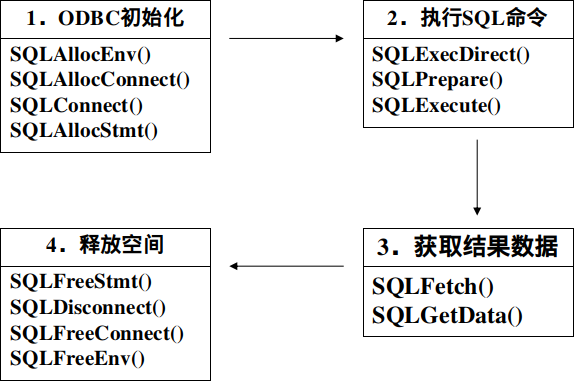 1．ODBC初始化
SQLAllocEnv()
SQLAllocConnect()
SQLConnect()
SQLAllocStmt()
2．执行SQL命令
SQLExecDirect()
SQLPrepare()
SQLExecute()
3．获取结果数据
SQLFetch()
SQLGetData()
4．释放空间
SQLFreeStmt()
SQLDisconnect()
SQLFreeConnect()
SQLFreeEnv()